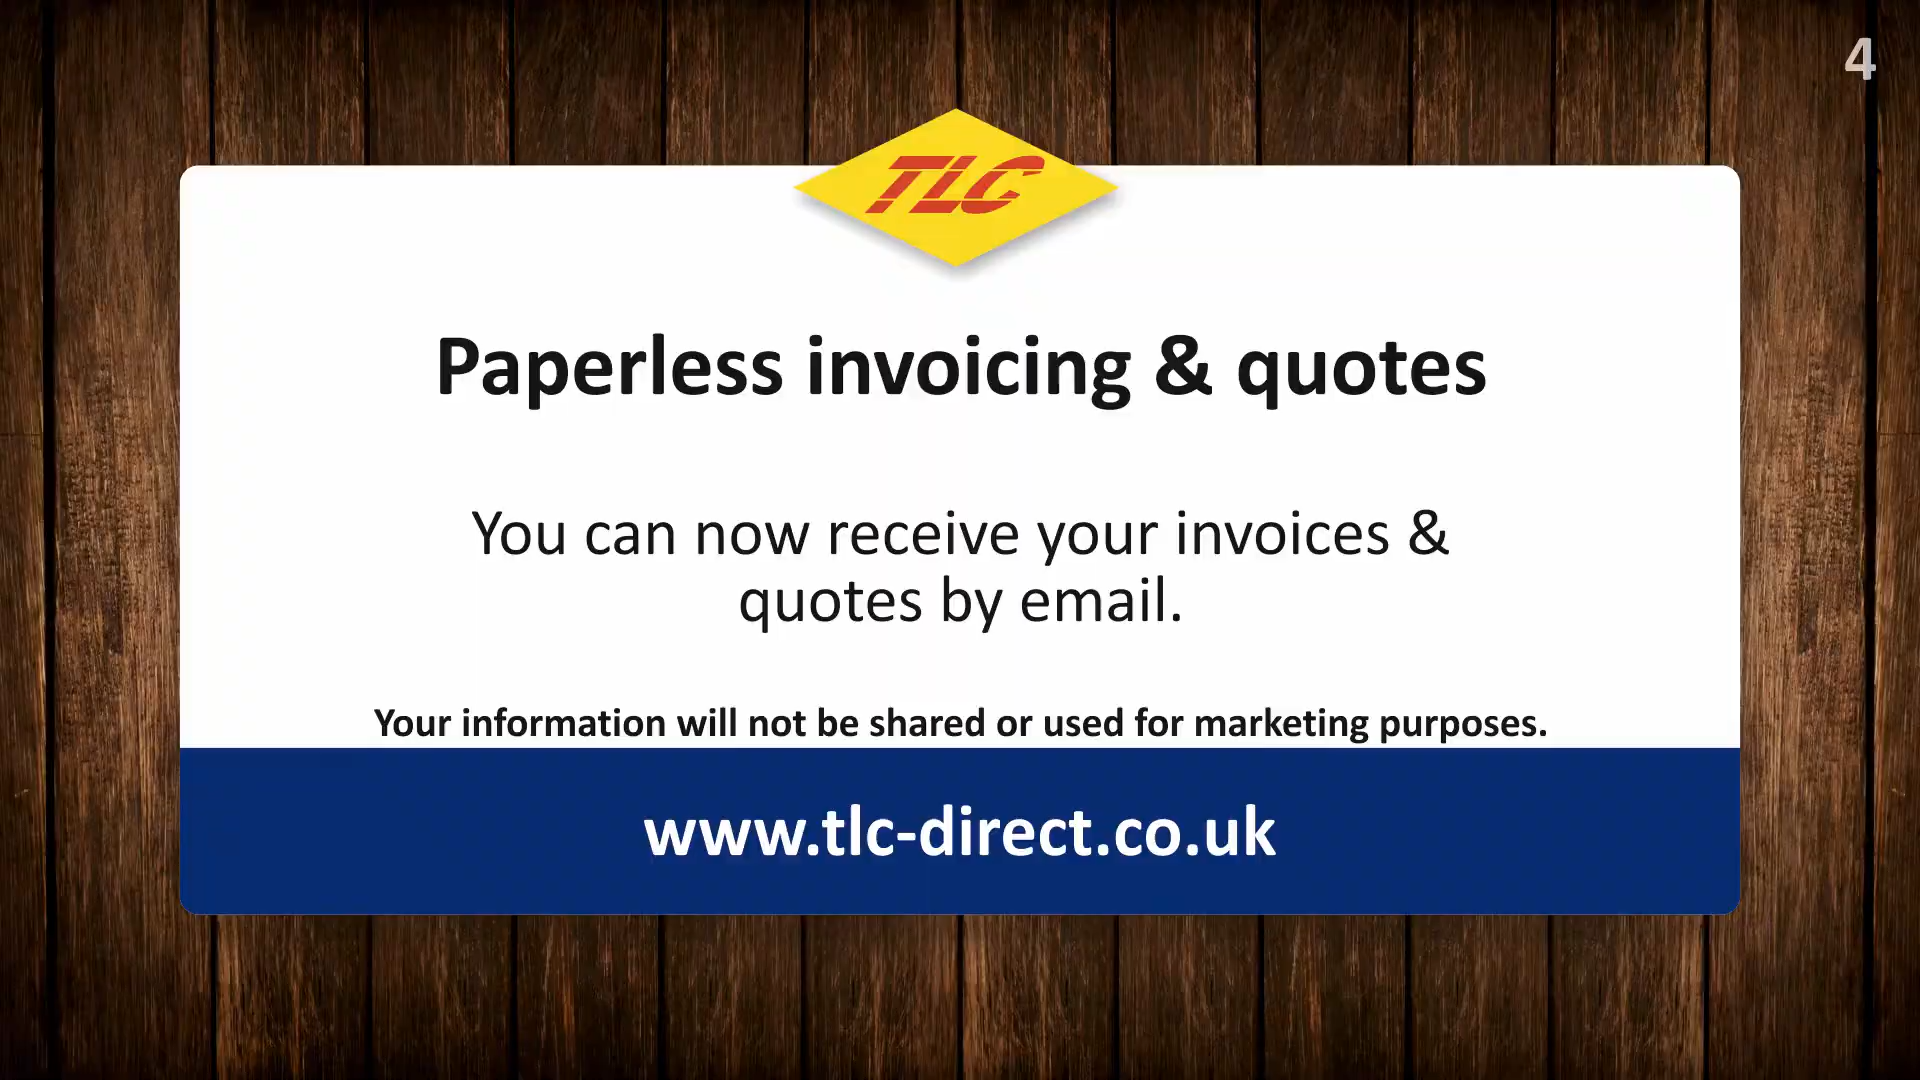 4
TLC
Paperless invoicing & quotes
You can now receive your invoices &
quotes by email.
Your information will not be shared or used for marketing purposes.
www.tlc-direct.co.uk